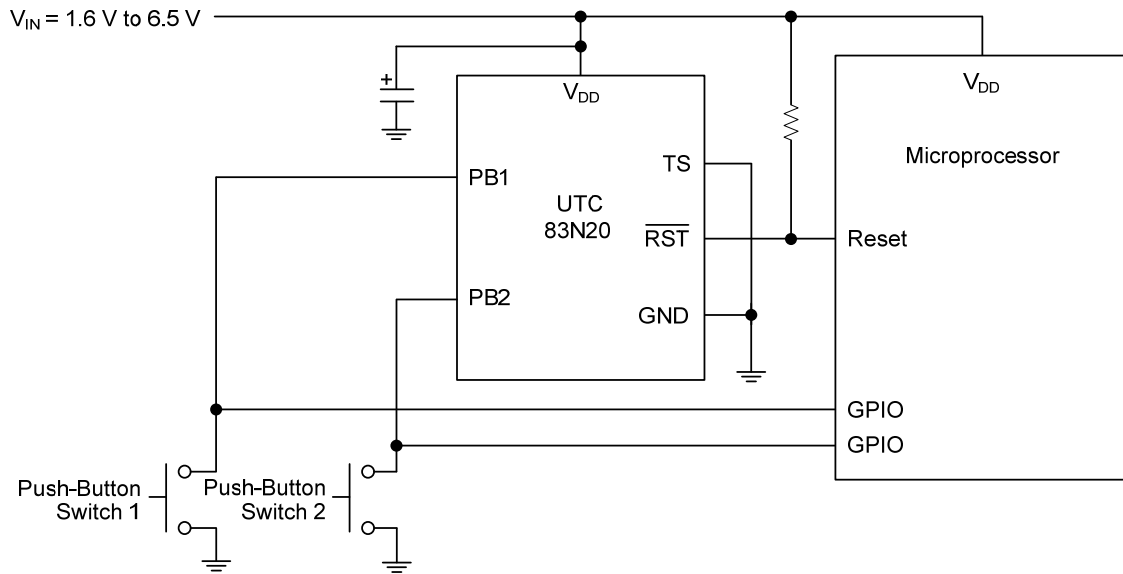 V_IN = 1.6 V to 6.5 V
V_DD
V_DD
Microprocessor
PB1
TS
UTC
83N20
R̅S̅T̅
Reset
PB2
GND
GPIO
GPIO
Push-Button
Switch 1
Push-Button
Switch 2
+